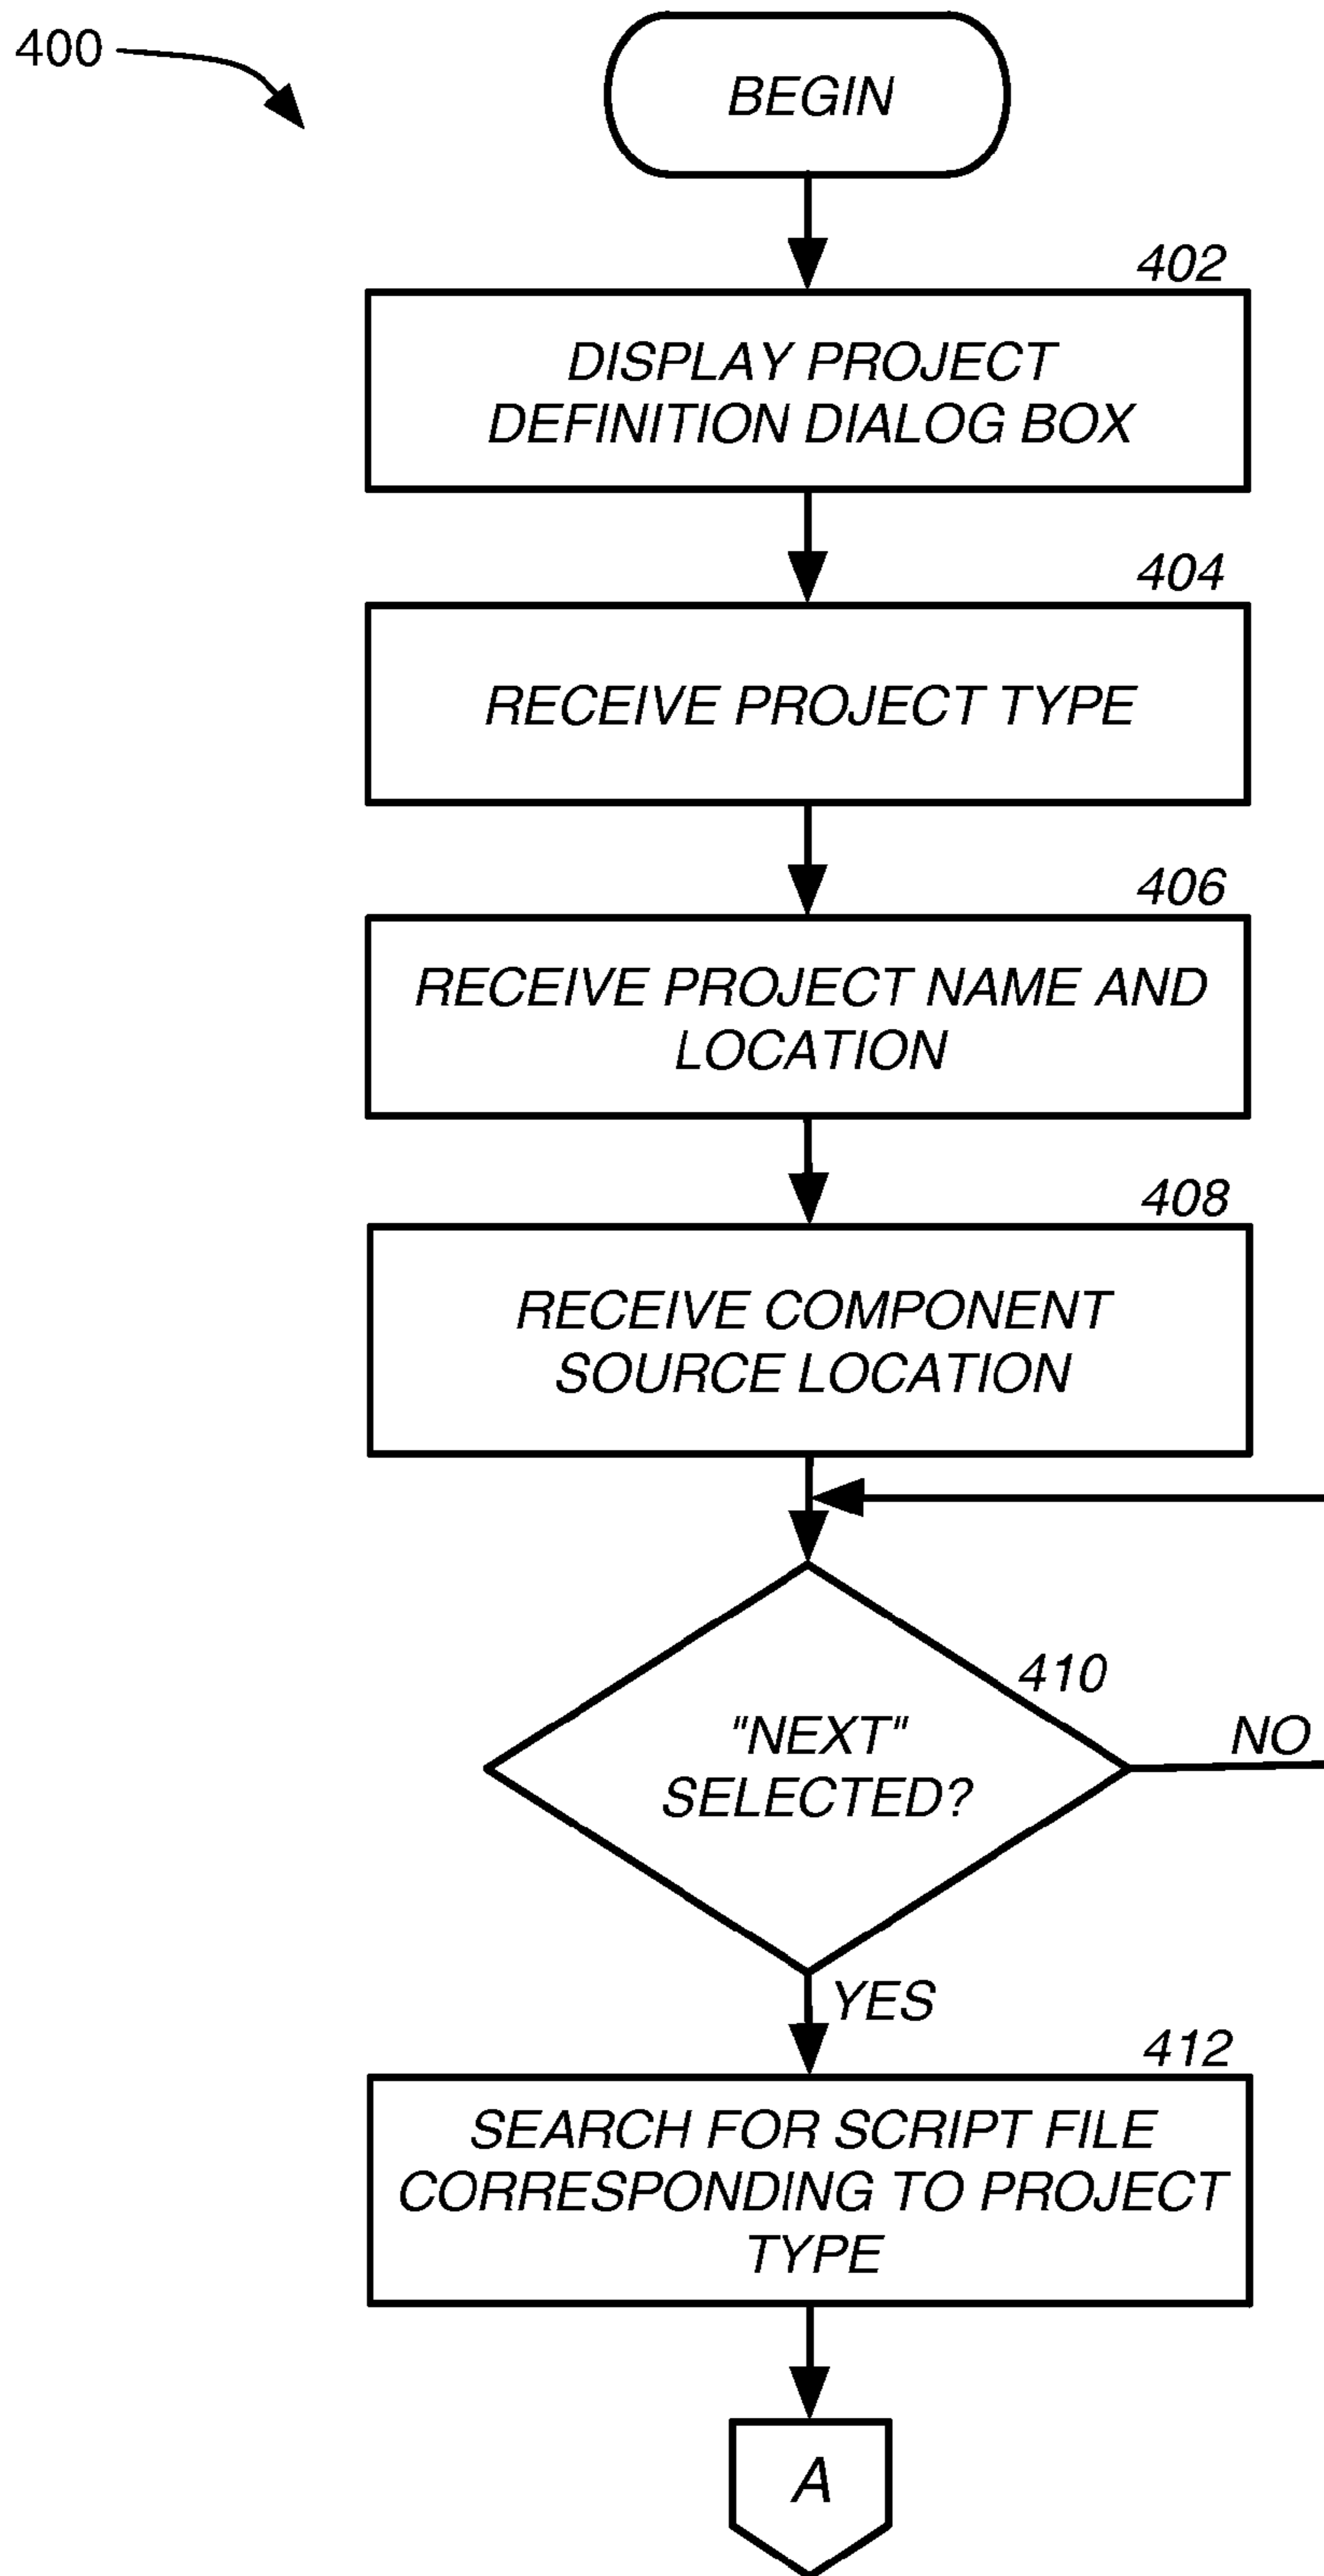 400
BEGIN
402
DISPLAY PROJECT
DEFINITION DIALOG BOX
404
RECEIVE PROJECT TYPE
406
RECEIVE PROJECT NAME AND
LOCATION
408
RECEIVE COMPONENT
SOURCE LOCATION
410
"NEXT"
SELECTED?
NO
YES
412
SEARCH FOR SCRIPT FILE
CORRESPONDING TO PROJECT
TYPE
A